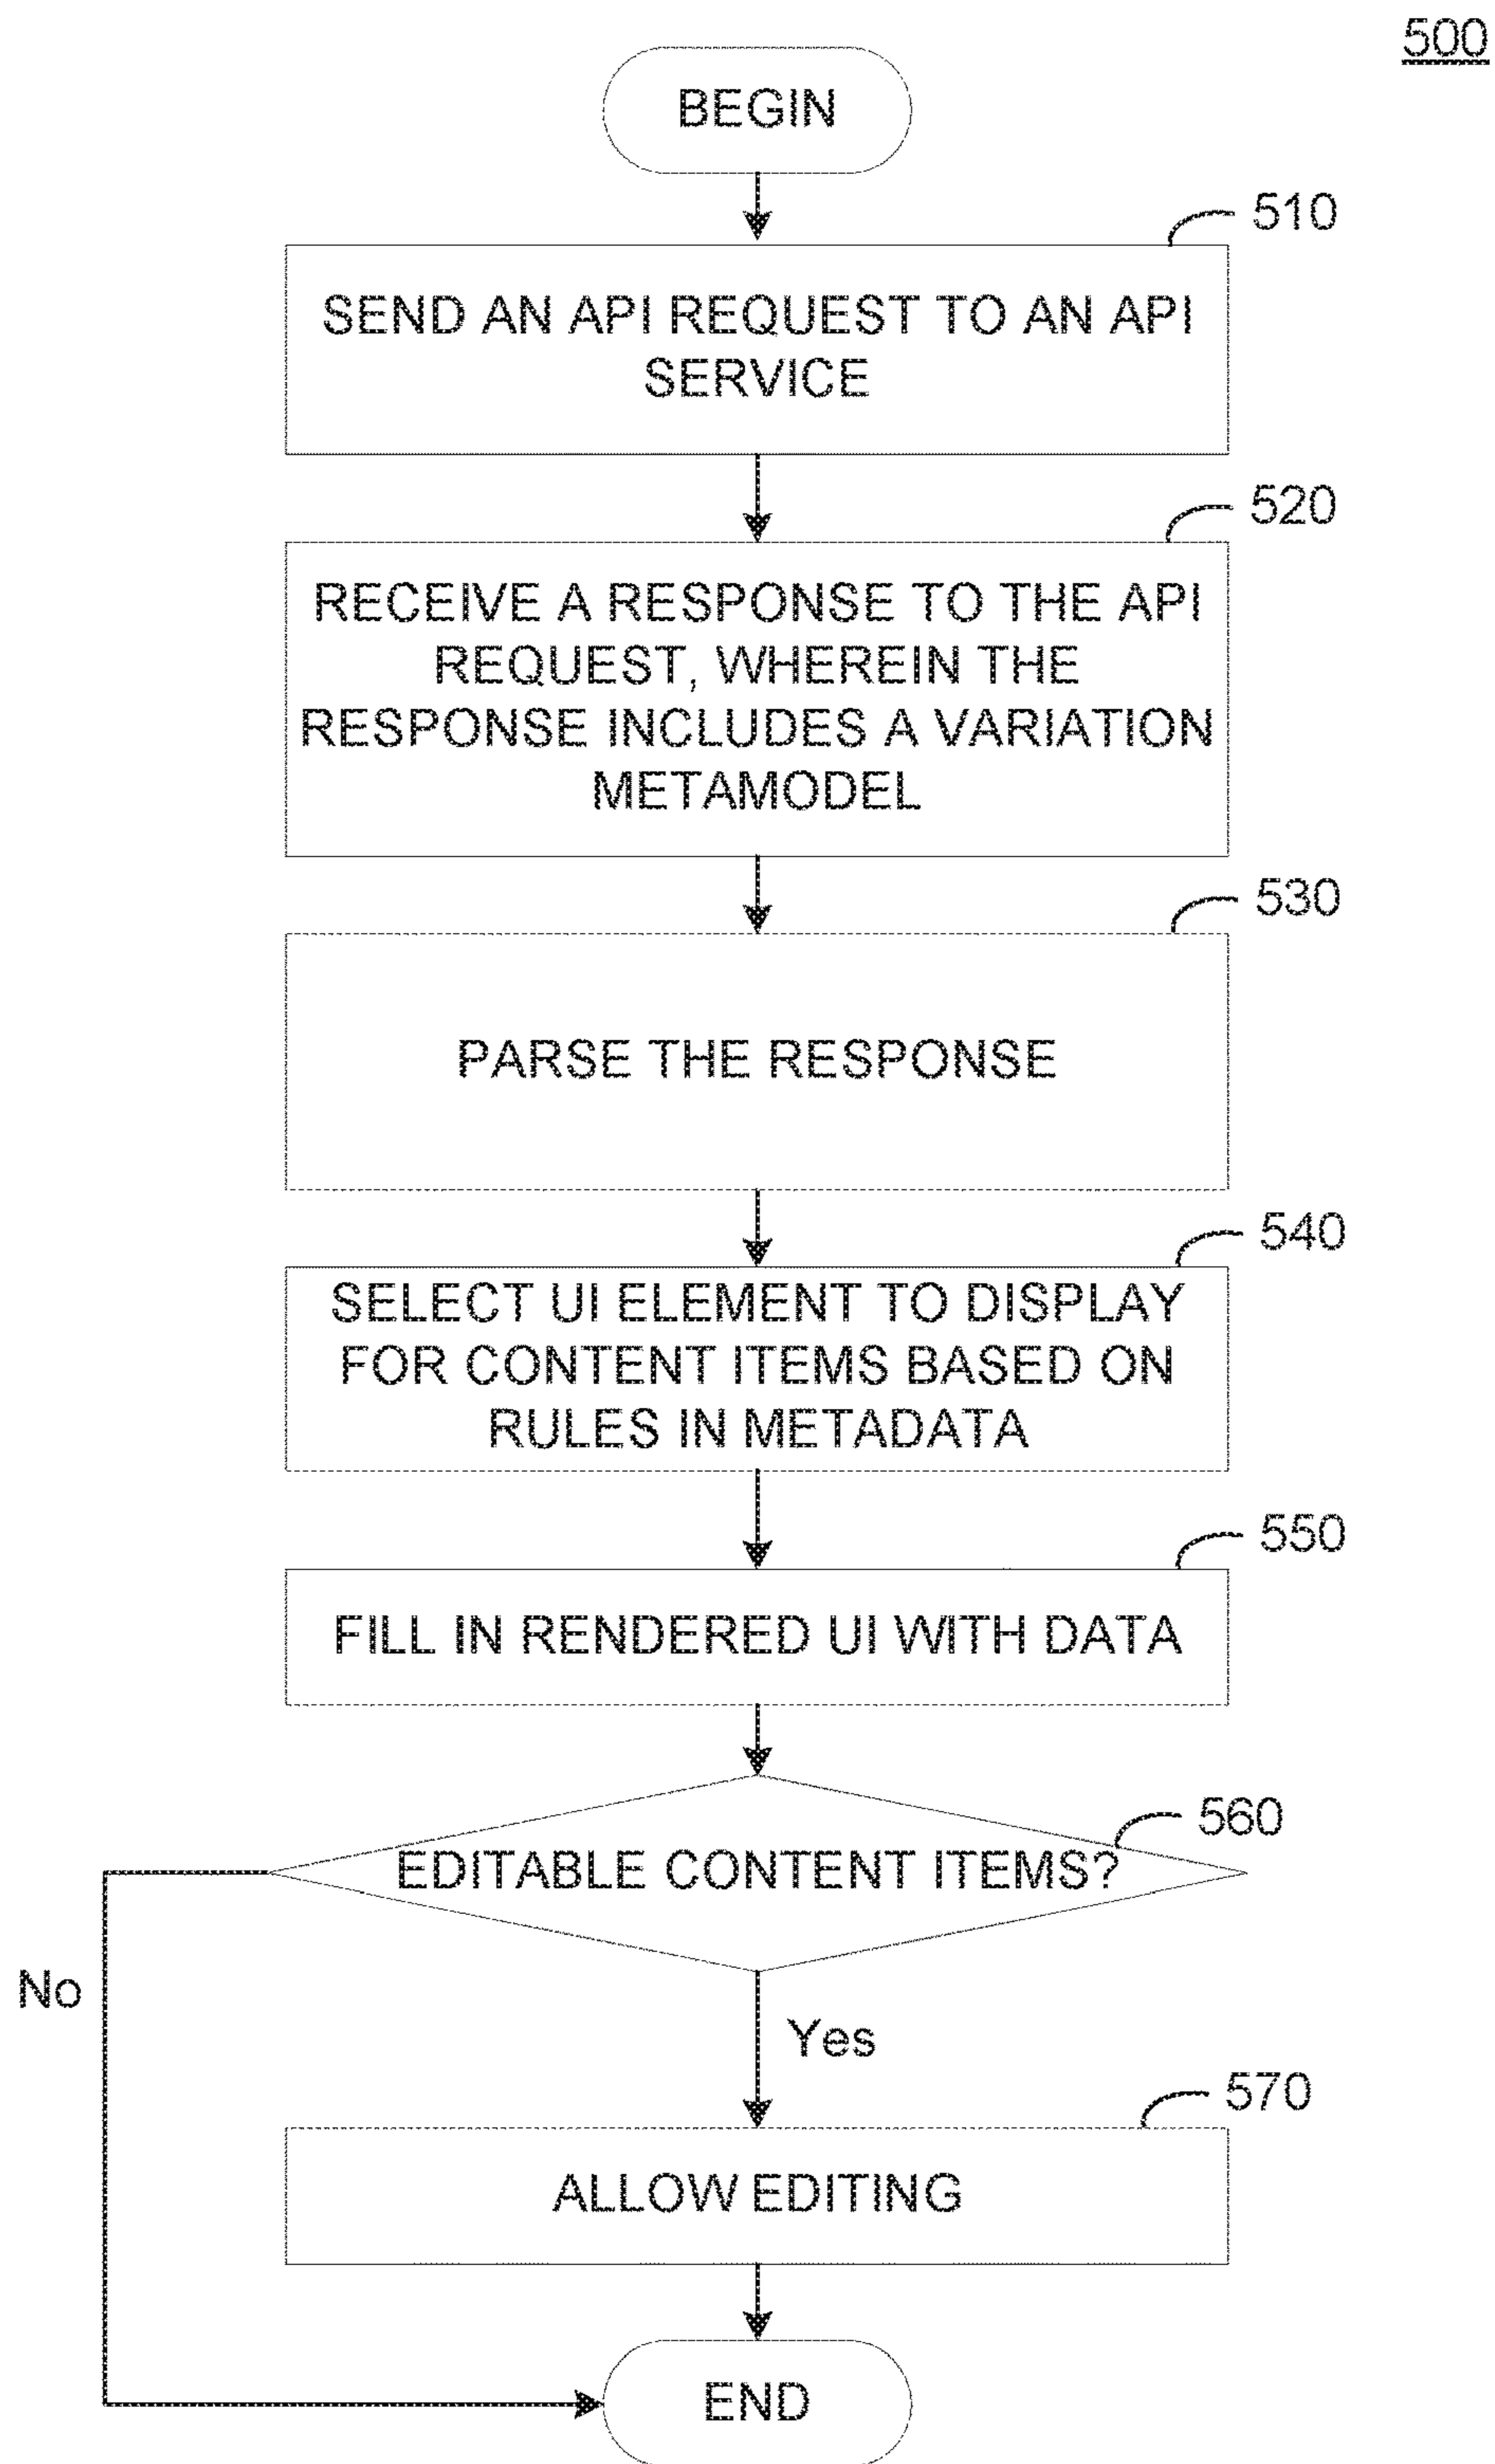 500
BEGIN
510
SEND AN API REQUEST TO AN API
SERVICE
520
RECEIVE A RESPONSE TO THE API
REQUEST, WHEREIN THE
RESPONSE INCLUDES A VARIATION
METAMODEL
530
PARSE THE RESPONSE
540
SELECT UI ELEMENT TO DISPLAY
FOR CONTENT ITEMS BASED ON
RULES IN METADATA
550
FILL IN RENDERED UI WITH DATA
560
EDITABLE CONTENT ITEMS?
No
Yes
570
ALLOW EDITING
END